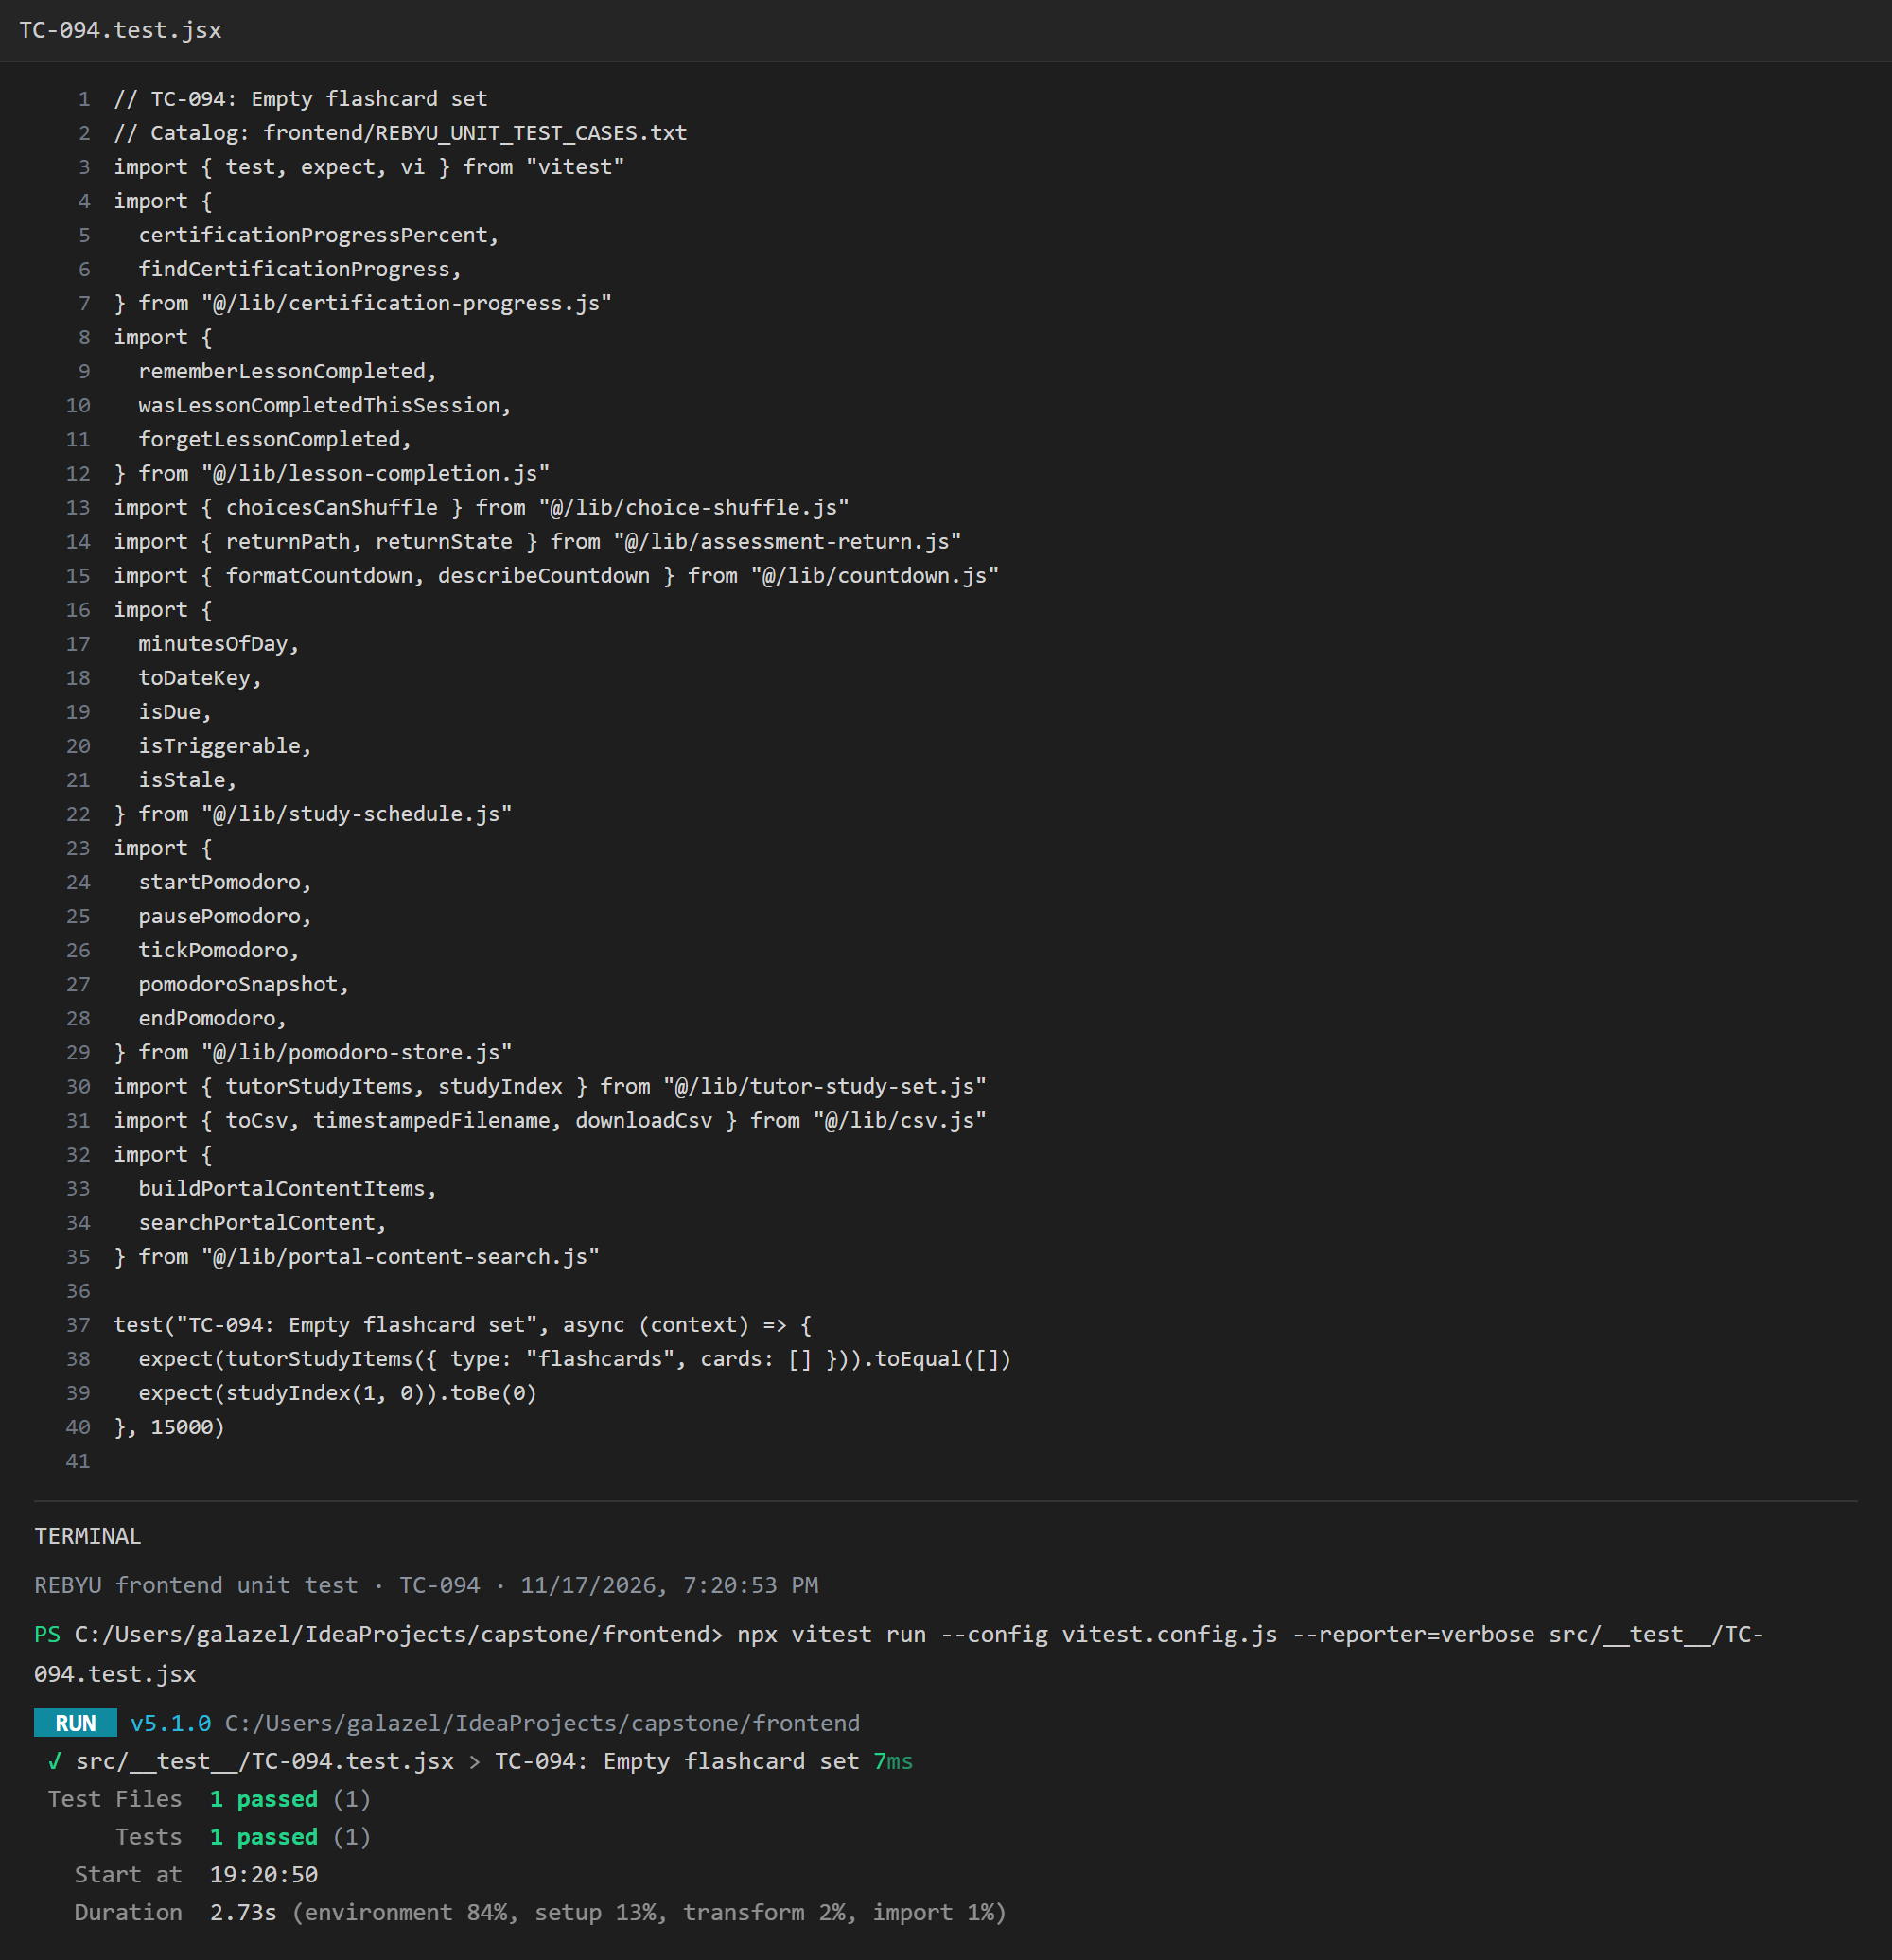 TC-094.test.jsx
1 // TC-094: Empty flashcard set
2 // Catalog: frontend/REBYU_UNIT_TEST_CASES.txt
3 import { test, expect, vi } from "vitest"
4 import {
5   certificationProgressPercent,
6   findCertificationProgress,
7 } from "@/lib/certification-progress.js"
8 import {
9   rememberLessonCompleted,
10   wasLessonCompletedThisSession,
11   forgetLessonCompleted,
12 } from "@/lib/lesson-completion.js"
13 import { choicesCanShuffle } from "@/lib/choice-shuffle.js"
14 import { returnPath, returnState } from "@/lib/assessment-return.js"
15 import { formatCountdown, describeCountdown } from "@/lib/countdown.js"
16 import {
17   minutesOfDay,
18   toDateKey,
19   isDue,
20   isTriggerable,
21   isStale,
22 } from "@/lib/study-schedule.js"
23 import {
24   startPomodoro,
25   pausePomodoro,
26   tickPomodoro,
27   pomodoroSnapshot,
28   endPomodoro,
29 } from "@/lib/pomodoro-store.js"
30 import { tutorStudyItems, studyIndex } from "@/lib/tutor-study-set.js"
31 import { toCsv, timestampedFilename, downloadCsv } from "@/lib/csv.js"
32 import {
33   buildPortalContentItems,
34   searchPortalContent,
35 } from "@/lib/portal-content-search.js"
36
37 test("TC-094: Empty flashcard set", async (context) => {
38   expect(tutorStudyItems({ type: "flashcards", cards: [] })).toEqual([])
39   expect(studyIndex(1, 0)).toBe(0)
40 }, 15000)
41
TERMINAL
REBYU frontend unit test · TC-094 · 11/17/2026, 7:20:53 PM
PS C:/Users/galazel/IdeaProjects/capstone/frontend> npx vitest run --config vitest.config.js --reporter=verbose src/__test__/TC-
094.test.jsx
RUN v5.1.0 C:/Users/galazel/IdeaProjects/capstone/frontend
√ src/__test__/TC-094.test.jsx > TC-094: Empty flashcard set 7ms
Test Files 1 passed (1)
Tests 1 passed (1)
Start at 19:20:50
Duration 2.73s (environment 84%, setup 13%, transform 2%, import 1%)